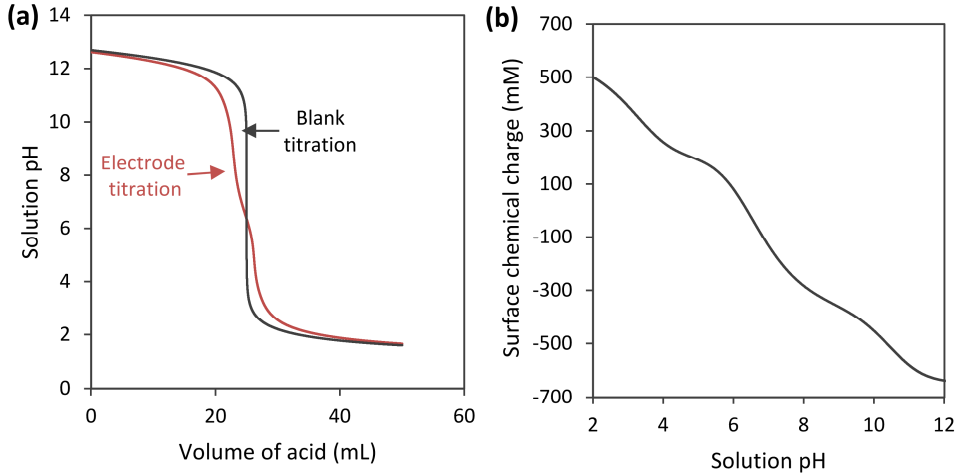 (a)
14
12
10
8
6
4
2
0
Solution pH
Blank
titration
Electrode
titration
0
20
40
60
Volume of acid (mL)
(b)
700
500
300
100
-100
-300
-500
-700
Surface chemical charge (mM)
2
4
6
8
10
12
Solution pH